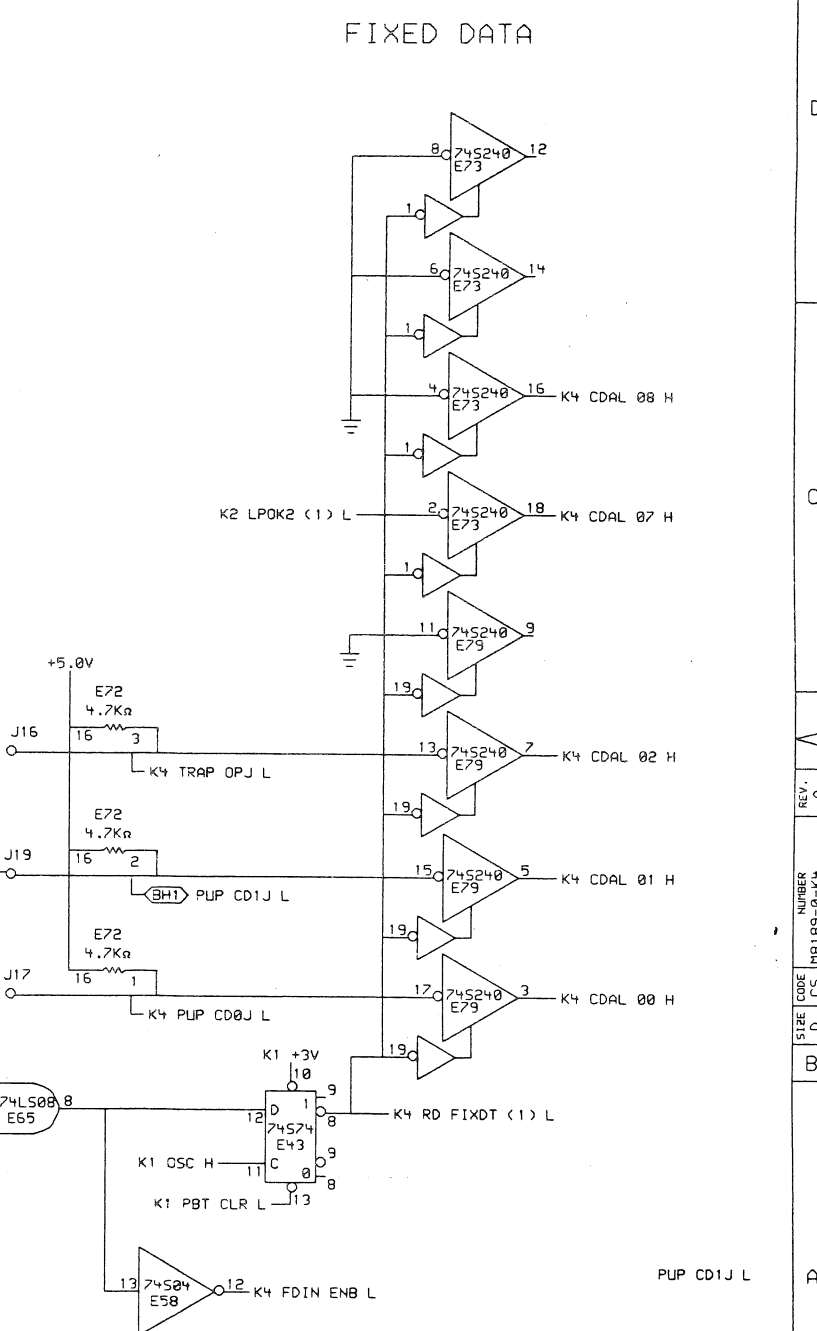 FIXED DATA
D
8 74S240 12
E73
1
6 74S240 14
E73
1
4 74S240 16 K4 CDAL 08 H
E73
1
C
K2 LPOK2 (1) L 2 74S240 18 K4 CDAL 07 H
E73
1
11 74S240 9
E79
+5.0V
19
E72
4.7KΩ
J16 16 3
13 74S240 7 K4 CDAL 02 H
E79
K4 TRAP OPJ L
REV.
19
E72
4.7KΩ
J19 16 2
15 74S240 5 K4 CDAL 01 H
E79
BH1 PUP CD1J L
NUMBER
M8189-0-K4
19
E72
4.7KΩ
J17 16 1
17 74S240 3 K4 CDAL 00 H
E79
K4 PUP CD0J L
SIZE CODE
D CS
19
B
K1 +3V
10
9
74LS08 8
E65
12 D 1
8 K4 RD FIXDT (1) L
74S74
E43
K1 OSC H 11 C 9
0 8
K1 PBT CLR L 13
PUP CD1J L
A
13 74S04 12 K4 FDIN ENB L
E58